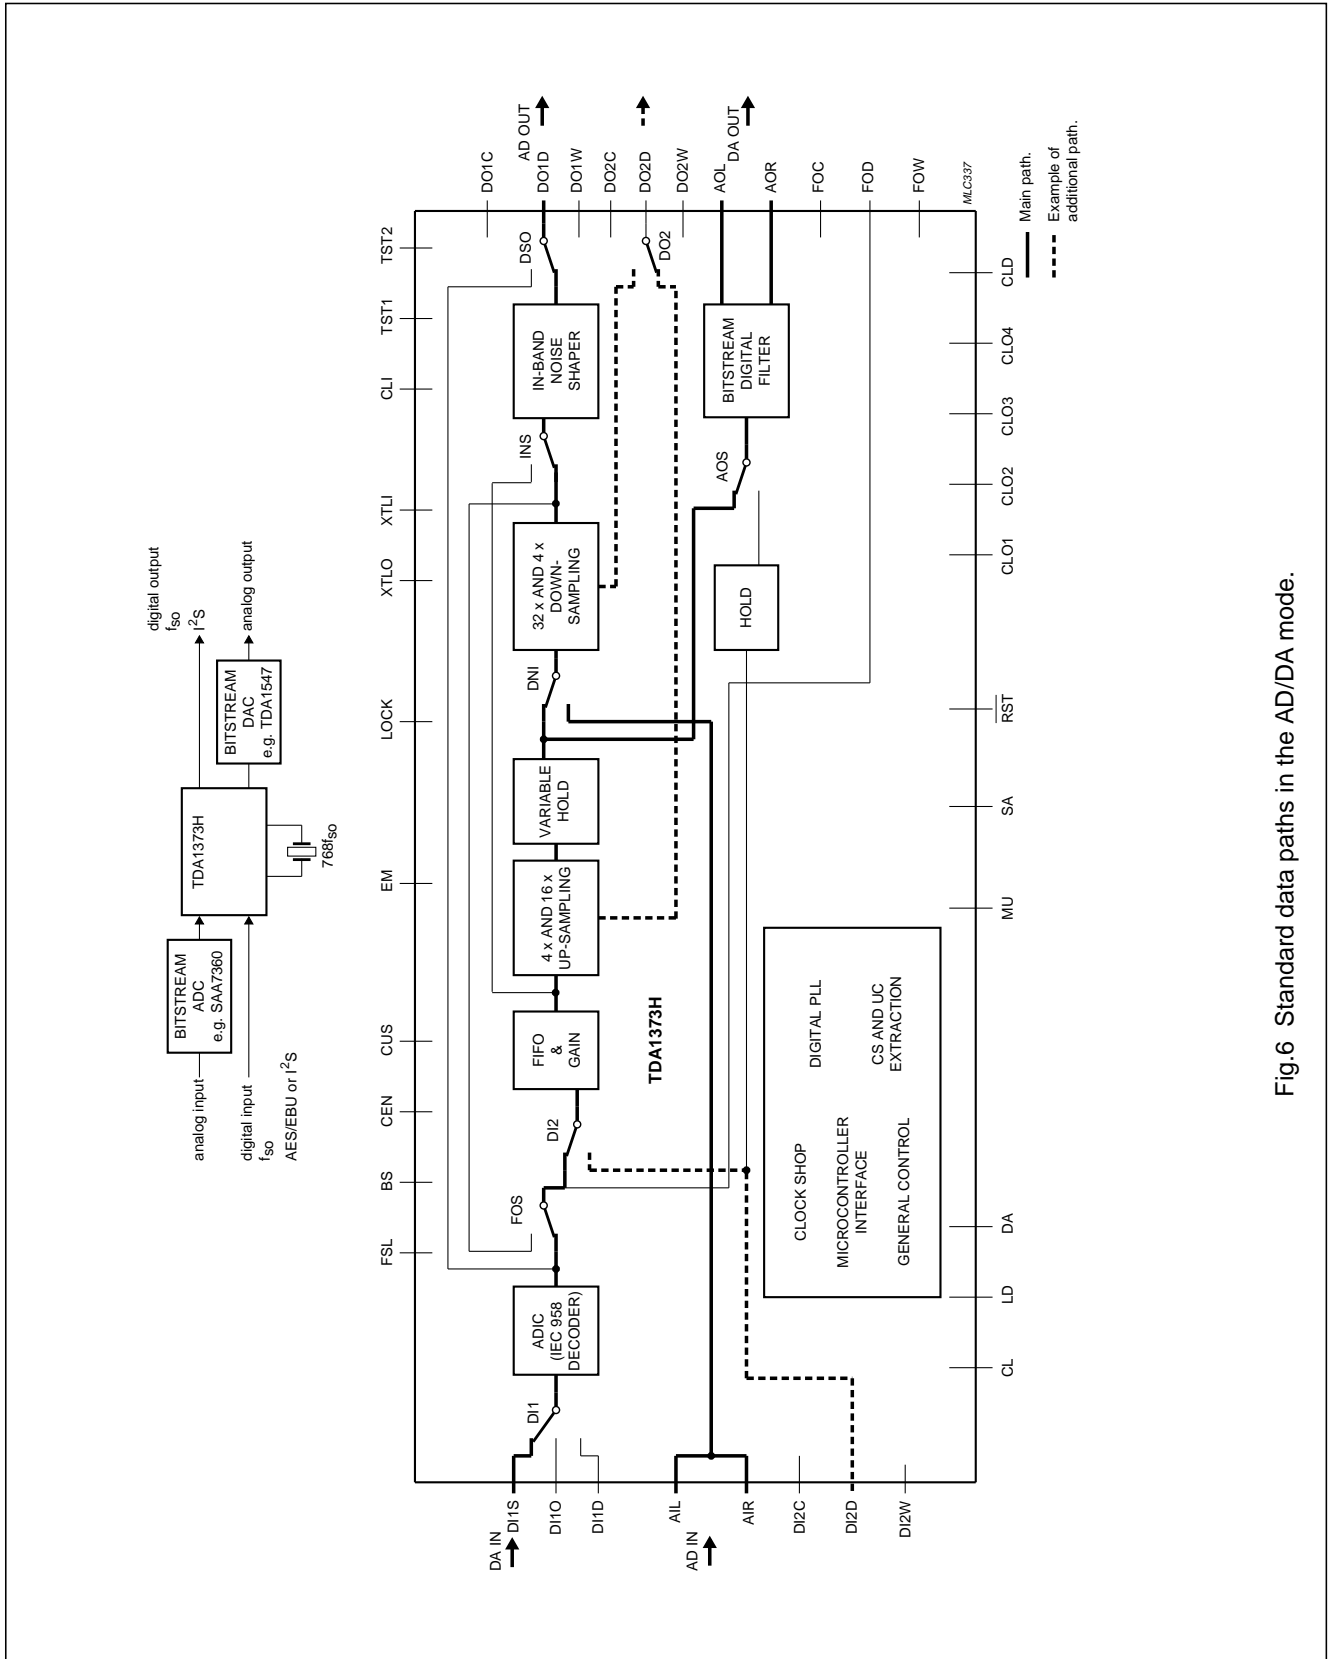 BITSTREAM
ADC
e.g. SAA7360
analog input
digital input
fso
AES/EBU or I2S
TDA1373H
768fso
BITSTREAM
DAC
e.g. TDA1547
digital output
fso
I2S
analog output
FSL
BS
CEN
CUS
EM
LOCK
XTLO
XTLI
CLI
TST1
TST2
DA IN
DI1S
DI1O
DI1D
AD IN
AIL
AIR
DI2C
DI2D
DI2W
DI1
ADIC
(IEC 958
DECODER)
FOS
DI2
FIFO
&
GAIN
4 x AND 16 x
UP-SAMPLING
VARIABLE
HOLD
DNI
32 x AND 4 x
DOWN-
SAMPLING
INS
IN-BAND
NOISE
SHAPER
DSO
DO2
TDA1373H
HOLD
AOS
BITSTREAM
DIGITAL
FILTER
CLOCK SHOP
MICROCONTROLLER
INTERFACE
GENERAL CONTROL
DIGITAL PLL
CS AND UC
EXTRACTION
DO1C
AD OUT
DO1D
DO1W
DO2C
DO2D
DO2W
AOL
DA OUT
AOR
FOC
FOD
FOW
CL
LD
DA
MU
SA
RST
CLO1
CLO2
CLO3
CLO4
CLD
MLC337
Main path.
Example of
additional path.
Fig.6 Standard data paths in the AD/DA mode.